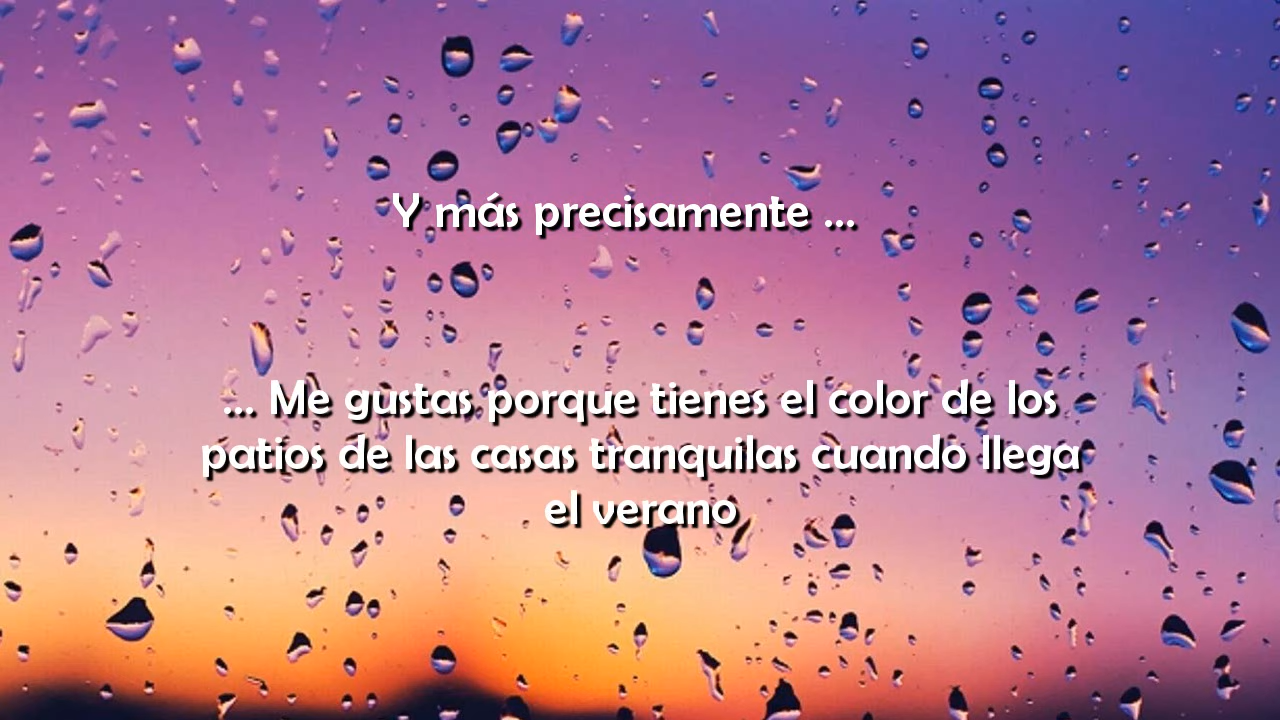 Y más precisamente ...
... Me gustas porque tienes el color de los
patios de las casas tranquilas cuando llega
el verano